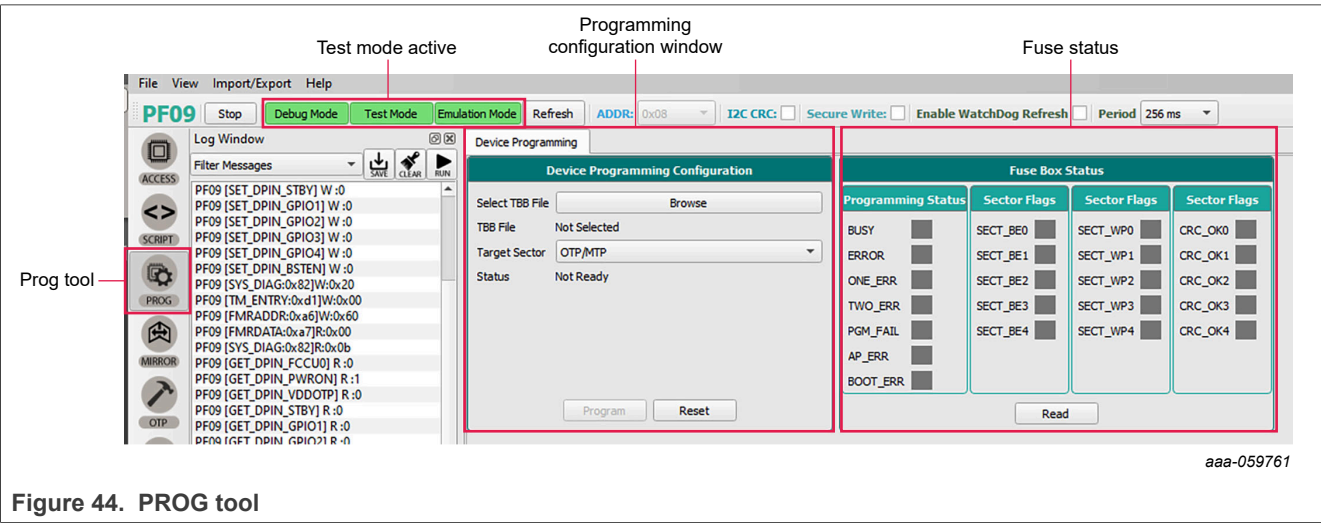 Programming
configuration window
Test mode active
Fuse status
File View Import/Export Help
PF09 Stop Debug Mode Test Mode Emulation Mode Refresh ADDR: 0x08 I2C CRC: Secure Write: Enable WatchDog Refresh Period 256 ms
Log Window
Filter Messages
SAVE CLEAR RUN
ACCESS
SCRIPT
Prog tool
PROG
MIRROR
OTP
PF09 [SET_DPIN_STBY] W :0
PF09 [SET_DPIN_GPIO1] W :0
PF09 [SET_DPIN_GPIO2] W :0
PF09 [SET_DPIN_GPIO3] W :0
PF09 [SET_DPIN_GPIO4] W :0
PF09 [SET_DPIN_BSTEN] W :0
PF09 [SYS_DIAG:0x82]W:0x20
PF09 [TM_ENTRY:0xd1]W:0x00
PF09 [FMRADDR:0xa6]W:0x60
PF09 [FMRDATA:0xa7]R:0x00
PF09 [SYS_DIAG:0x82]R:0x0b
PF09 [GET_DPIN_FCCU0] R :0
PF09 [GET_DPIN_PWRON] R :1
PF09 [GET_DPIN_VDDOTP] R :0
PF09 [GET_DPIN_STBY] R :0
PF09 [GET_DPIN_GPIO1] R :0
PF09 [GET_DPIN_GPIO2] R :0
Device Programming
Device Programming Configuration
Select TBB File Browse
TBB File Not Selected
Target Sector OTP/MTP
Status Not Ready
Program Reset
Fuse Box Status
Programming Status Sector Flags Sector Flags Sector Flags
BUSY SECT_BE0 SECT_WP0 CRC_OK0
ERROR SECT_BE1 SECT_WP1 CRC_OK1
ONE_ERR SECT_BE2 SECT_WP2 CRC_OK2
TWO_ERR SECT_BE3 SECT_WP3 CRC_OK3
PGM_FAIL SECT_BE4 SECT_WP4 CRC_OK4
AP_ERR
BOOT_ERR
Read
aaa-059761
Figure 44. PROG tool